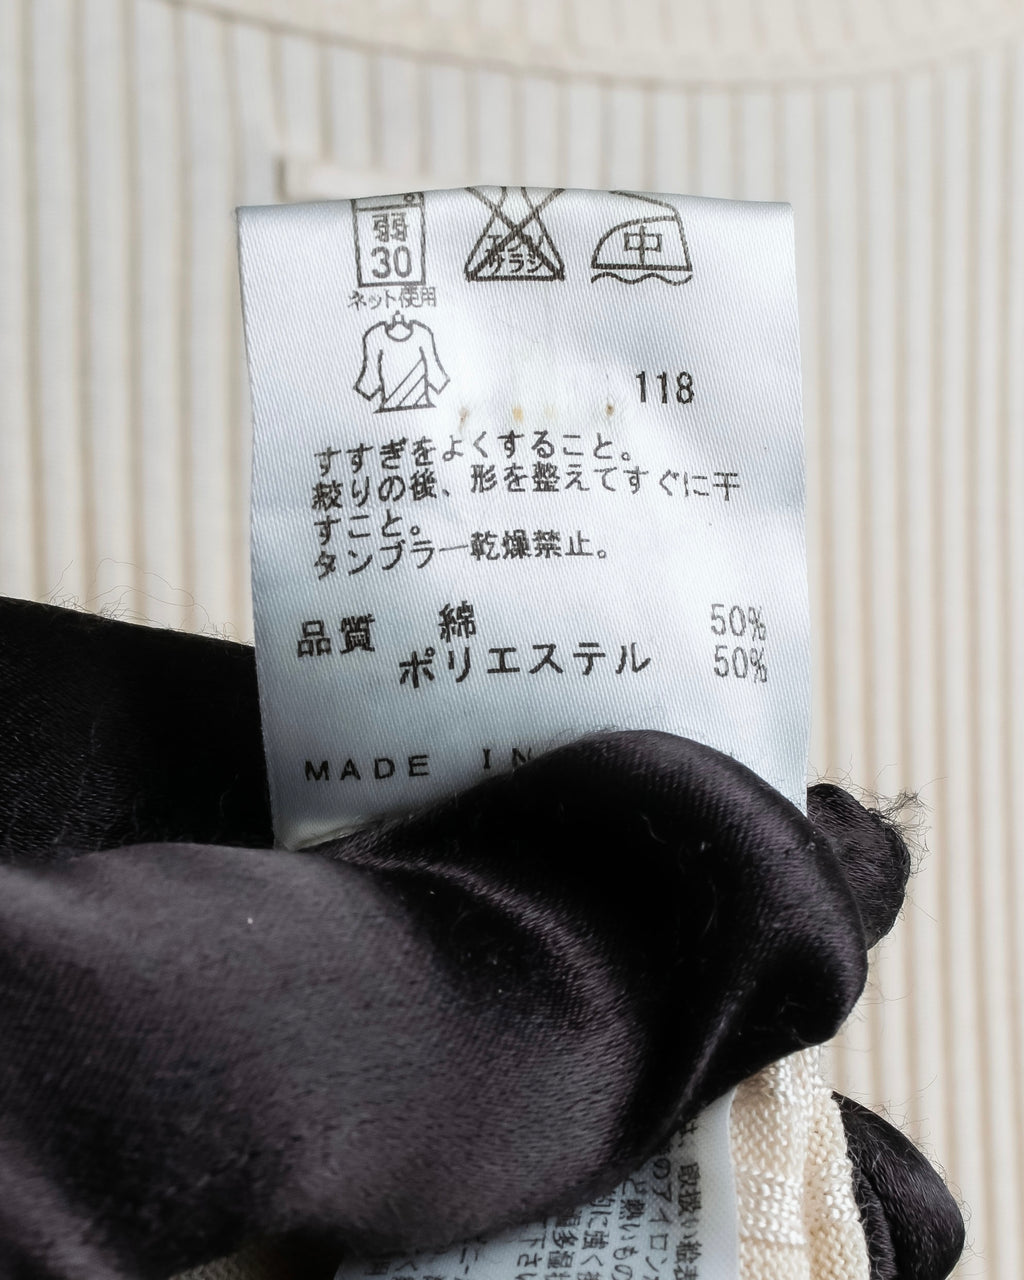 弱
30
中
ネット使用
118
すすぎをよくすること。
絞りの後、形を整えてすぐに干
すこと。
タンブラー乾燥禁止。
品質 綿 50%
ポリエステル 50%
MADE IN